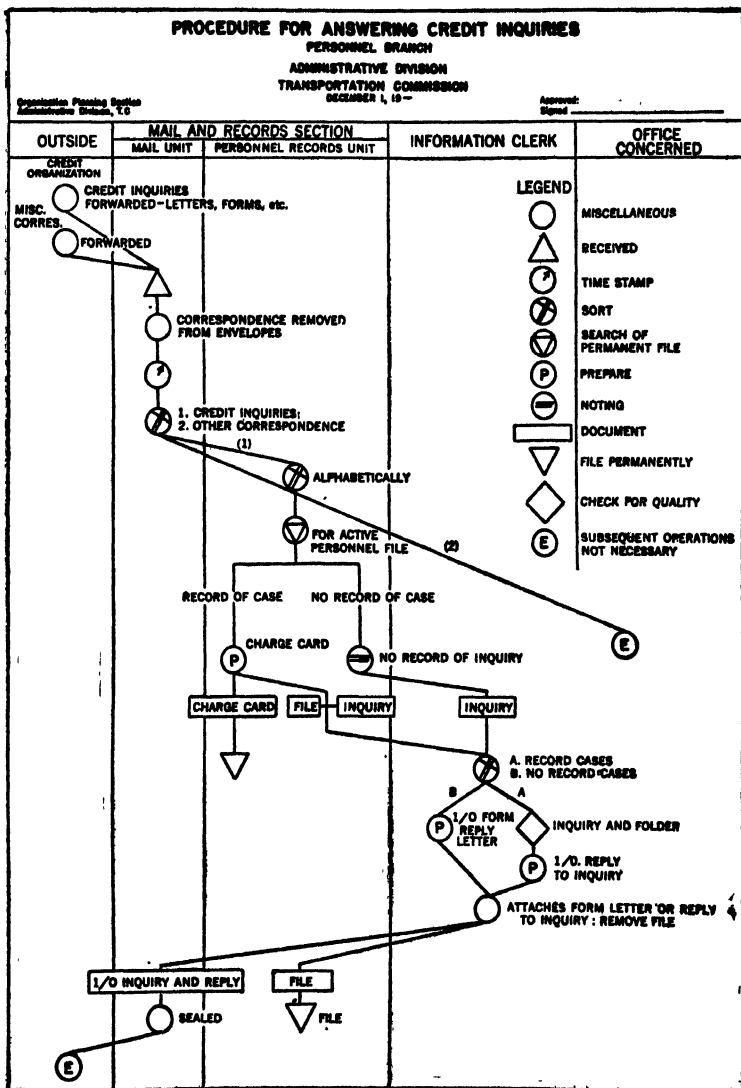 PROCEDURE FOR ANSWERING CREDIT INQUIRIES
PERSONNEL BRANCH
ADMINISTRATIVE DIVISION
TRANSPORTATION COMMISSION
DECEMBER 1, 19—
Organization Planning Section
Administrative Division, T.C
Approved:
Signed
OUTSIDE
MAIL AND RECORDS SECTION
MAIL UNIT
PERSONNEL RECORDS UNIT
INFORMATION CLERK
OFFICE
CONCERNED
CREDIT
ORGANIZATION
CREDIT INQUIRIES
FORWARDED-LETTERS, FORMS, etc.
MISC.
CORRES.
FORWARDED
CORRESPONDENCE REMOVED
FROM ENVELOPES
1. CREDIT INQUIRIES;
2. OTHER CORRESPONDENCE
(1)
ALPHABETICALLY
FOR ACTIVE
PERSONNEL FILE
(2)
RECORD OF CASE
NO RECORD OF CASE
E
P
CHARGE CARD
NO RECORD OF INQUIRY
CHARGE CARD
FILE
INQUIRY
INQUIRY
A. RECORD CASES
B. NO RECORD CASES
B
A
P
1/0 FORM
REPLY
LETTER
INQUIRY AND FOLDER
P
1/0. REPLY
TO INQUIRY
ATTACHES FORM LETTER OR REPLY
TO INQUIRY : REMOVE FILE
1/0 INQUIRY AND REPLY
FILE
SEALED
FILE
E
LEGEND
MISCELLANEOUS
RECEIVED
TIME STAMP
SORT
SEARCH OF
PERMANENT FILE
P
PREPARE
NOTING
DOCUMENT
FILE PERMANENTLY
CHECK FOR QUALITY
E
SUBSEQUENT OPERATIONS
NOT NECESSARY